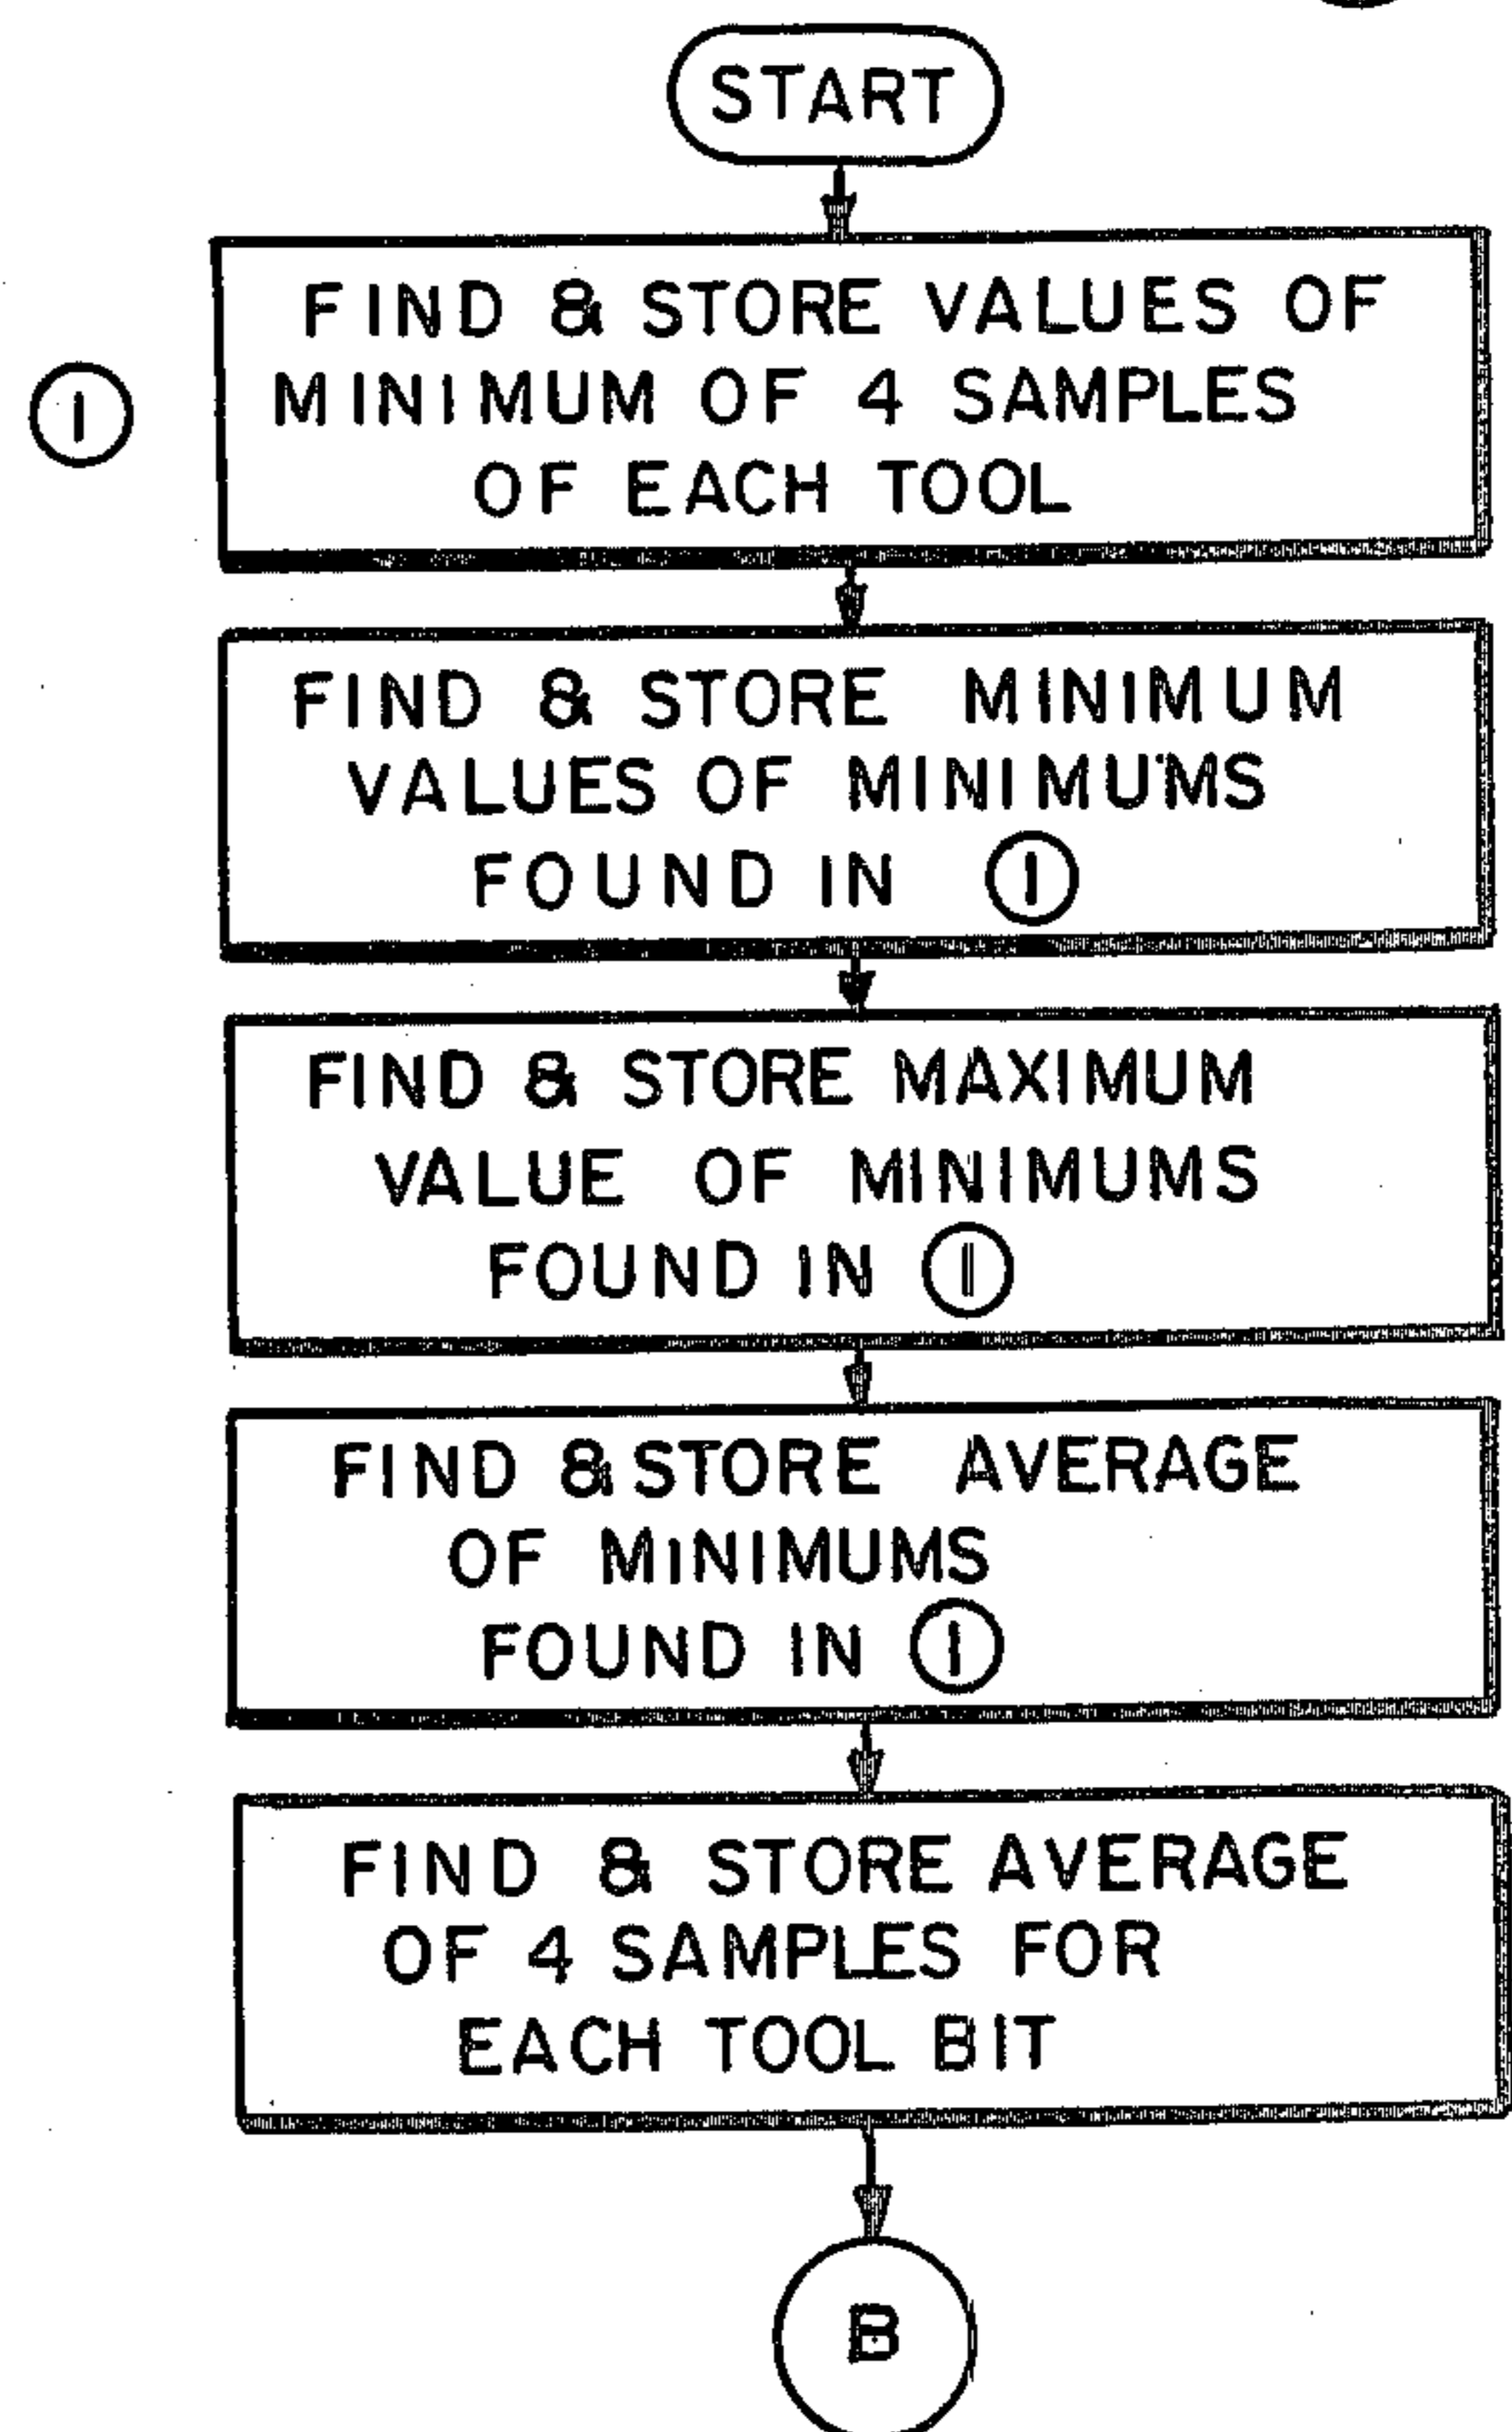 START
FIND & STORE VALUES OF
① MINIMUM OF 4 SAMPLES
OF EACH TOOL
FIND & STORE MINIMUM
VALUES OF MINIMUMS
FOUND IN ①
FIND & STORE MAXIMUM
VALUE OF MINIMUMS
FOUND IN ①
FIND & STORE AVERAGE
OF MINIMUMS
FOUND IN ①
FIND & STORE AVERAGE
OF 4 SAMPLES FOR
EACH TOOL BIT
B